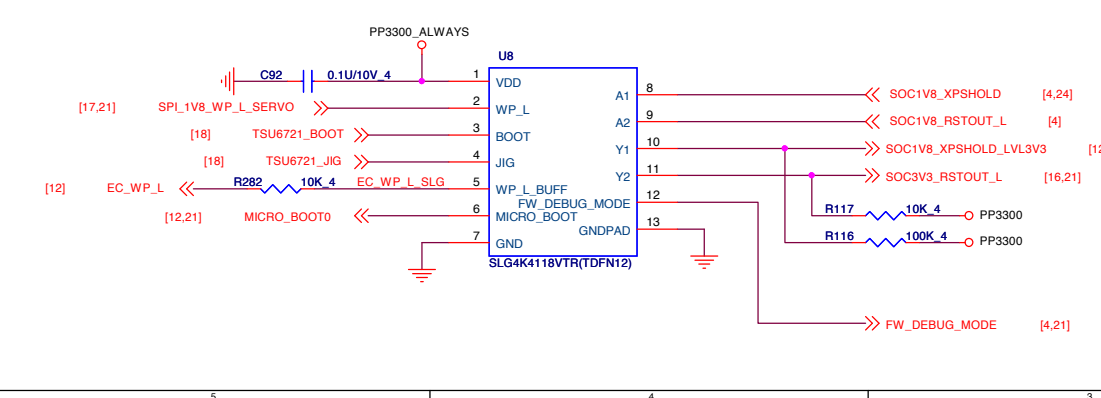 PP3300_ALWAYS
U8
C92 0.1U/10V_4 1 VDD
[17,21] SPI_1V8_WP_L_SERVO 2 WP_L
[18] TSU6721_BOOT 3 BOOT
[18] TSU6721_JIG 4 JIG
[12] EC_WP_L R282 10K_4 EC_WP_L_SLG 5 WP_L_BUFF
[12,21] MICRO_BOOT0 6 MICRO_BOOT
7 GND
A1 8 SOC1V8_XPSHOLD [4,24]
A2 9 SOC1V8_RSTOUT_L [4]
Y1 10 SOC1V8_XPSHOLD_LVL3V3 [12
Y2 11 SOC3V3_RSTOUT_L [16,21]
FW_DEBUG_MODE 12
GNDPAD 13
R117 10K_4 PP3300
R116 100K_4 PP3300
SLG4K4118VTR(TDFN12)
FW_DEBUG_MODE [4,21]
5 4 3